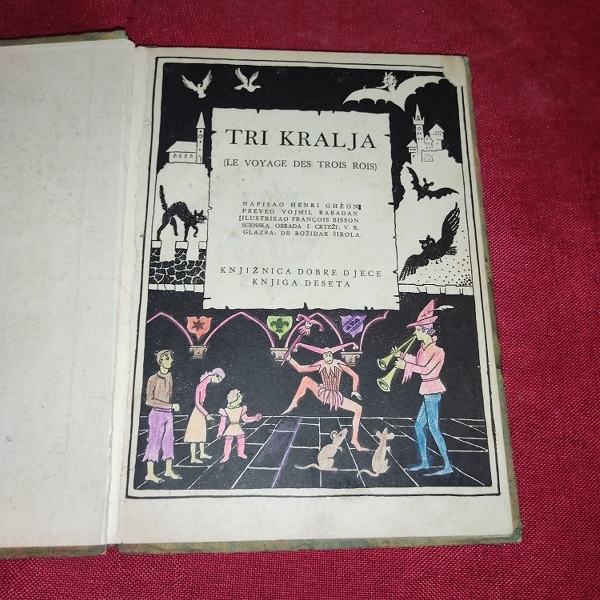 TRI KRALJA
(LE VOYAGE DES TROIS ROIS)
NAPISAO HENRI GHÉON
PREVEO VOJMIL RABADAN
ILUSTRIRAO FRANÇOIS BISSON
SCENSKA OBRADA I CRTEŽI: V. R.
GLAZBA: DR BOŽIDAR ŠIROLA
KNJIŽNICA DOBRE DJECE
KNJIGA DESETA